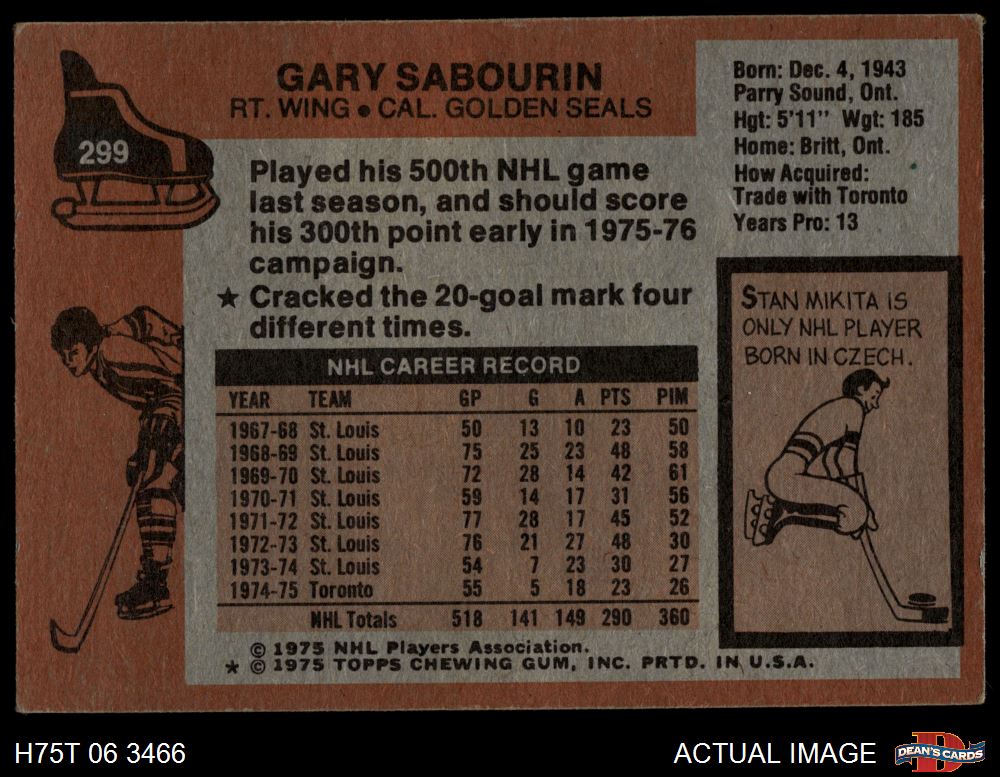 299
GARY SABOURIN
RT. WING • CAL. GOLDEN SEALS
Played his 500th NHL game
last season, and should score
his 300th point early in 1975-76
campaign.
★ Cracked the 20-goal mark four
different times.
Born: Dec. 4, 1943
Parry Sound, Ont.
Hgt: 5'11" Wgt: 185
Home: Britt, Ont.
How Acquired:
Trade with Toronto
Years Pro: 13
STAN MIKITA IS
ONLY NHL PLAYER
BORN IN CZECH.
NHL CAREER RECORD
YEAR TEAM GP G A PTS PIM
1967-68 St. Louis 50 13 10 23 50
1968-69 St. Louis 75 25 23 48 58
1969-70 St. Louis 72 28 14 42 61
1970-71 St. Louis 59 14 17 31 56
1971-72 St. Louis 77 28 17 45 52
1972-73 St. Louis 76 21 27 48 30
1973-74 St. Louis 54 7 23 30 27
1974-75 Toronto 55 5 18 23 26
NHL Totals 518 141 149 290 360
© 1975 NHL Players Association.
★ © 1975 TOPPS CHEWING GUM, INC. PRTD. IN U.S.A.
H75T 06 3466
ACTUAL IMAGE
D
DEAN'S CARDS